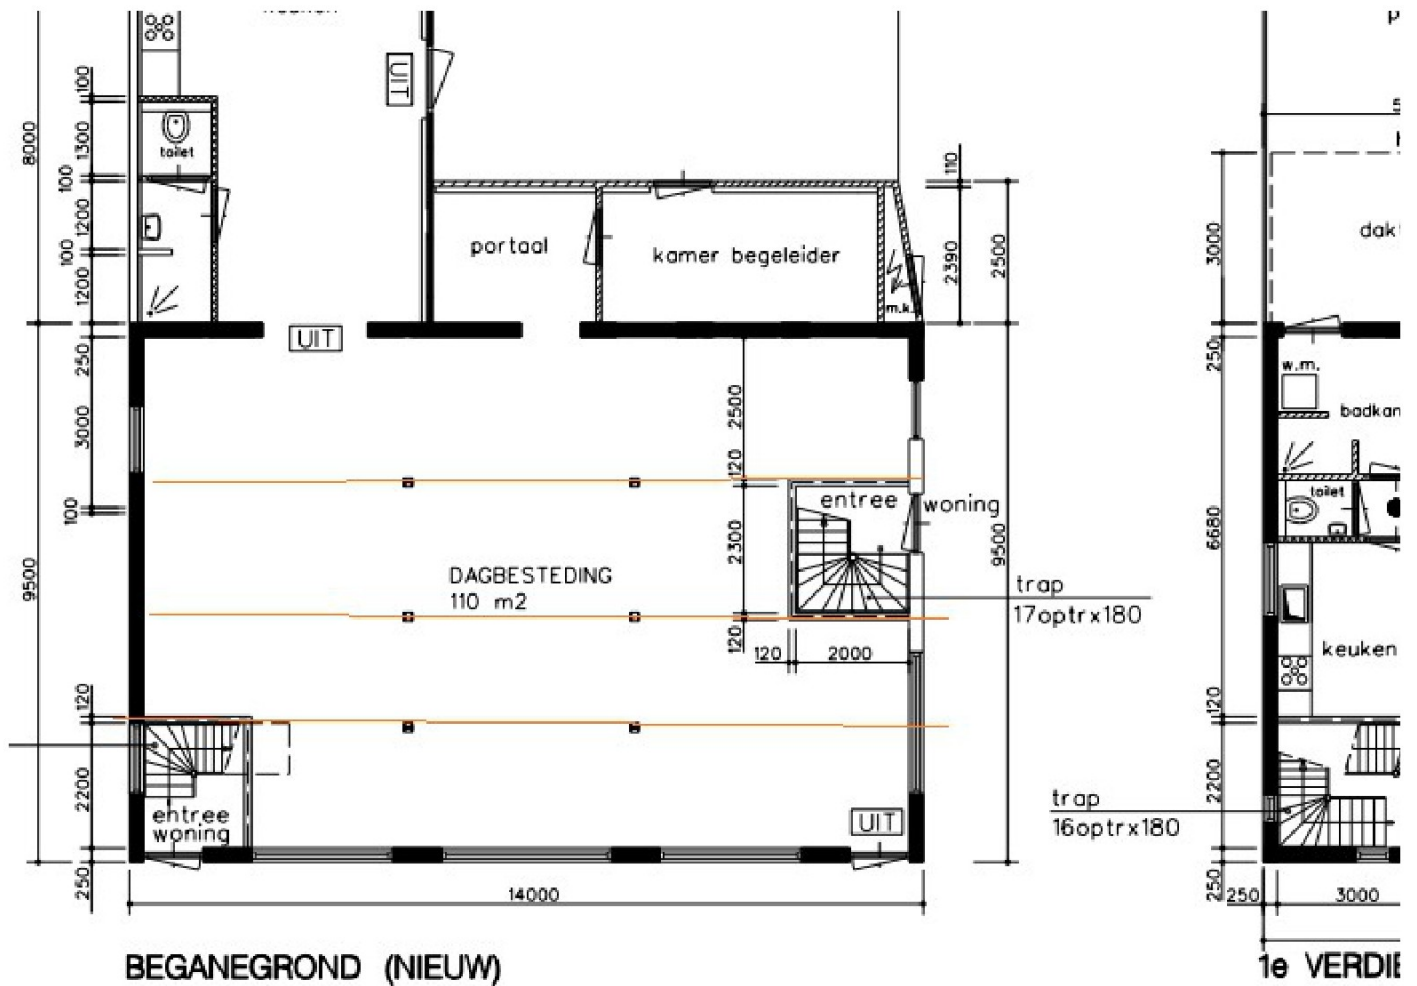 UIT
p
100
8000
1300
toilet
100
1200
100
1200
110
portaal
kamer begeleider
2390
2500
m.k.
3000
dak
UIT
250
3000
2500
250
w.m.
badkan
120
entree woning
toilet
100
2300
9500
6680
9500
DAGBESTEDING
110 m2
trap
17optrx180
120
120
2000
keuken
120
120
2200
2200
entree
woning
UIT
trap
16optrx180
250
14000
250
250
3000
BEGANEGROND (NIEUW)
1e VERDIE